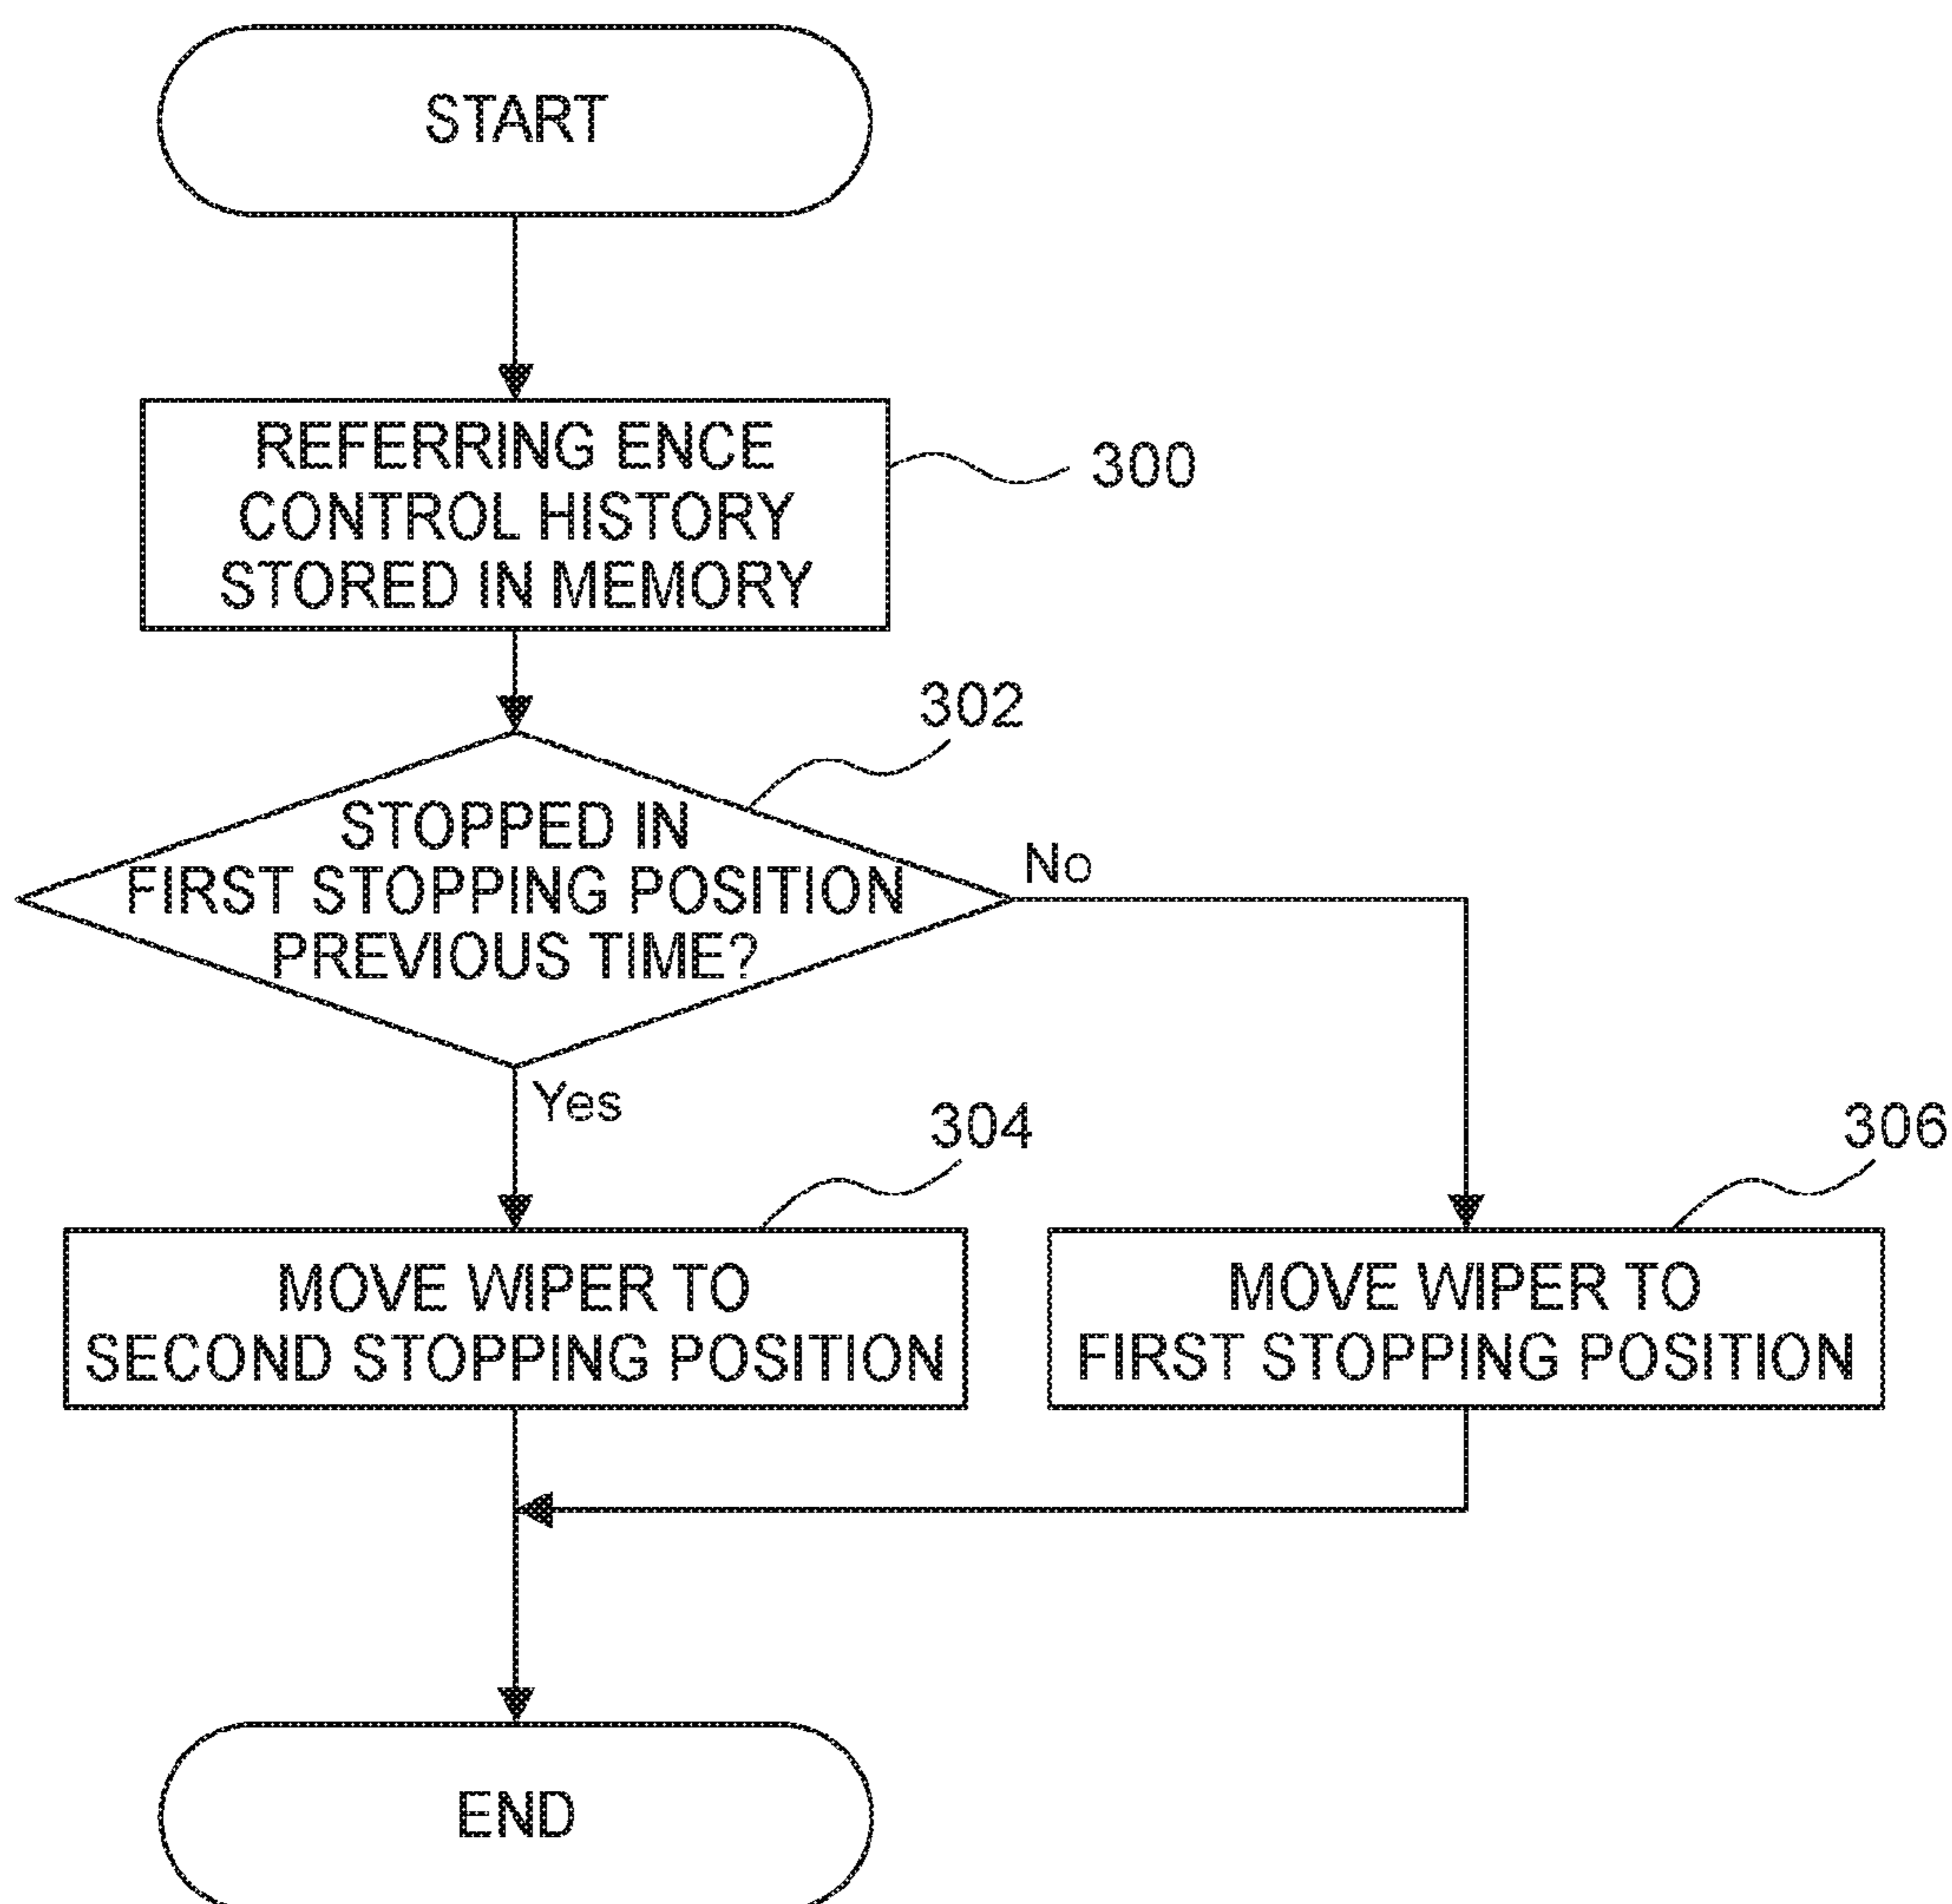 START
REFERRING ENCE
CONTROL HISTORY
STORED IN MEMORY
300
302
STOPPED IN
FIRST STOPPING POSITION
PREVIOUS TIME?
No
Yes
304
306
MOVE WIPER TO
SECOND STOPPING POSITION
MOVE WIPER TO
FIRST STOPPING POSITION
END